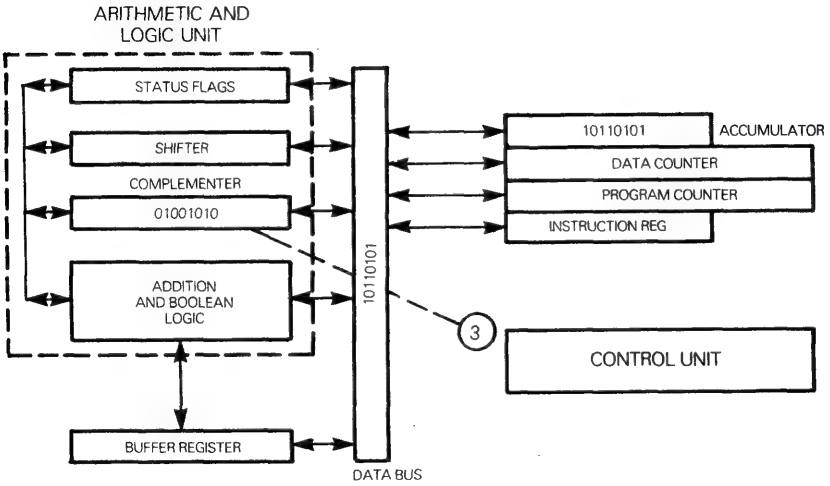 ARITHMETIC AND
LOGIC UNIT
STATUS FLAGS
SHIFTER
COMPLEMENTER
01001010
ADDITION
AND BOOLEAN
LOGIC
BUFFER REGISTER
10110101
DATA BUS
10110101
ACCUMULATOR
DATA COUNTER
PROGRAM COUNTER
INSTRUCTION REG
3
CONTROL UNIT